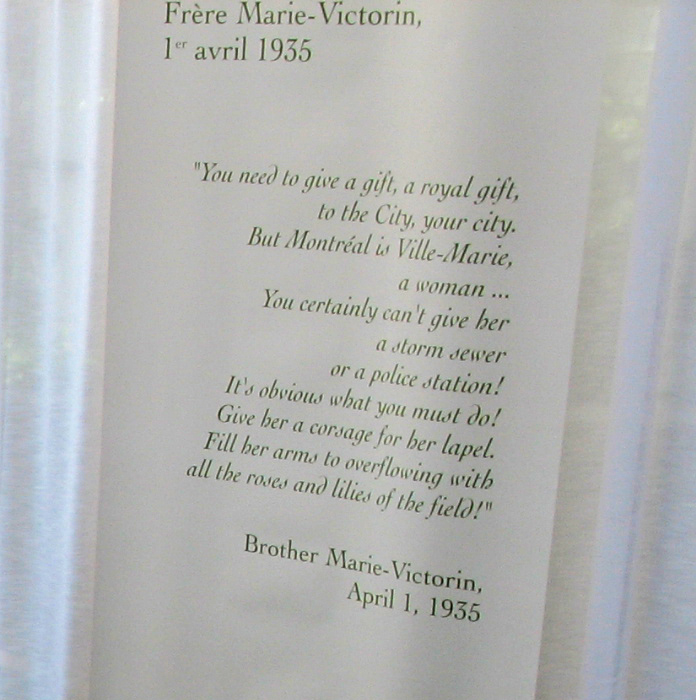 Frère Marie-Victorin,
1er avril 1935
"You need to give a gift, a royal gift,
to the City, your city.
But Montréal is Ville-Marie,
a woman ...
You certainly can't give her
a storm sewer
or a police station!
It's obvious what you must do!
Give her a corsage for her lapel.
Fill her arms to overflowing with
all the roses and lilies of the field!"
Brother Marie-Victorin,
April 1, 1935